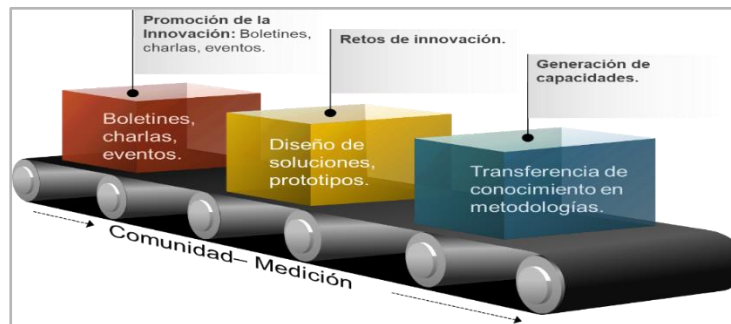 Promoción de la
Innovación: Boletines,
charlas, eventos.
Retos de innovación.
Generación de
capacidades.
Boletines,
charlas,
eventos.
Diseño de
soluciones,
prototipos.
Transferencia de
conocimiento en
metodologías.
Comunidad– Medición